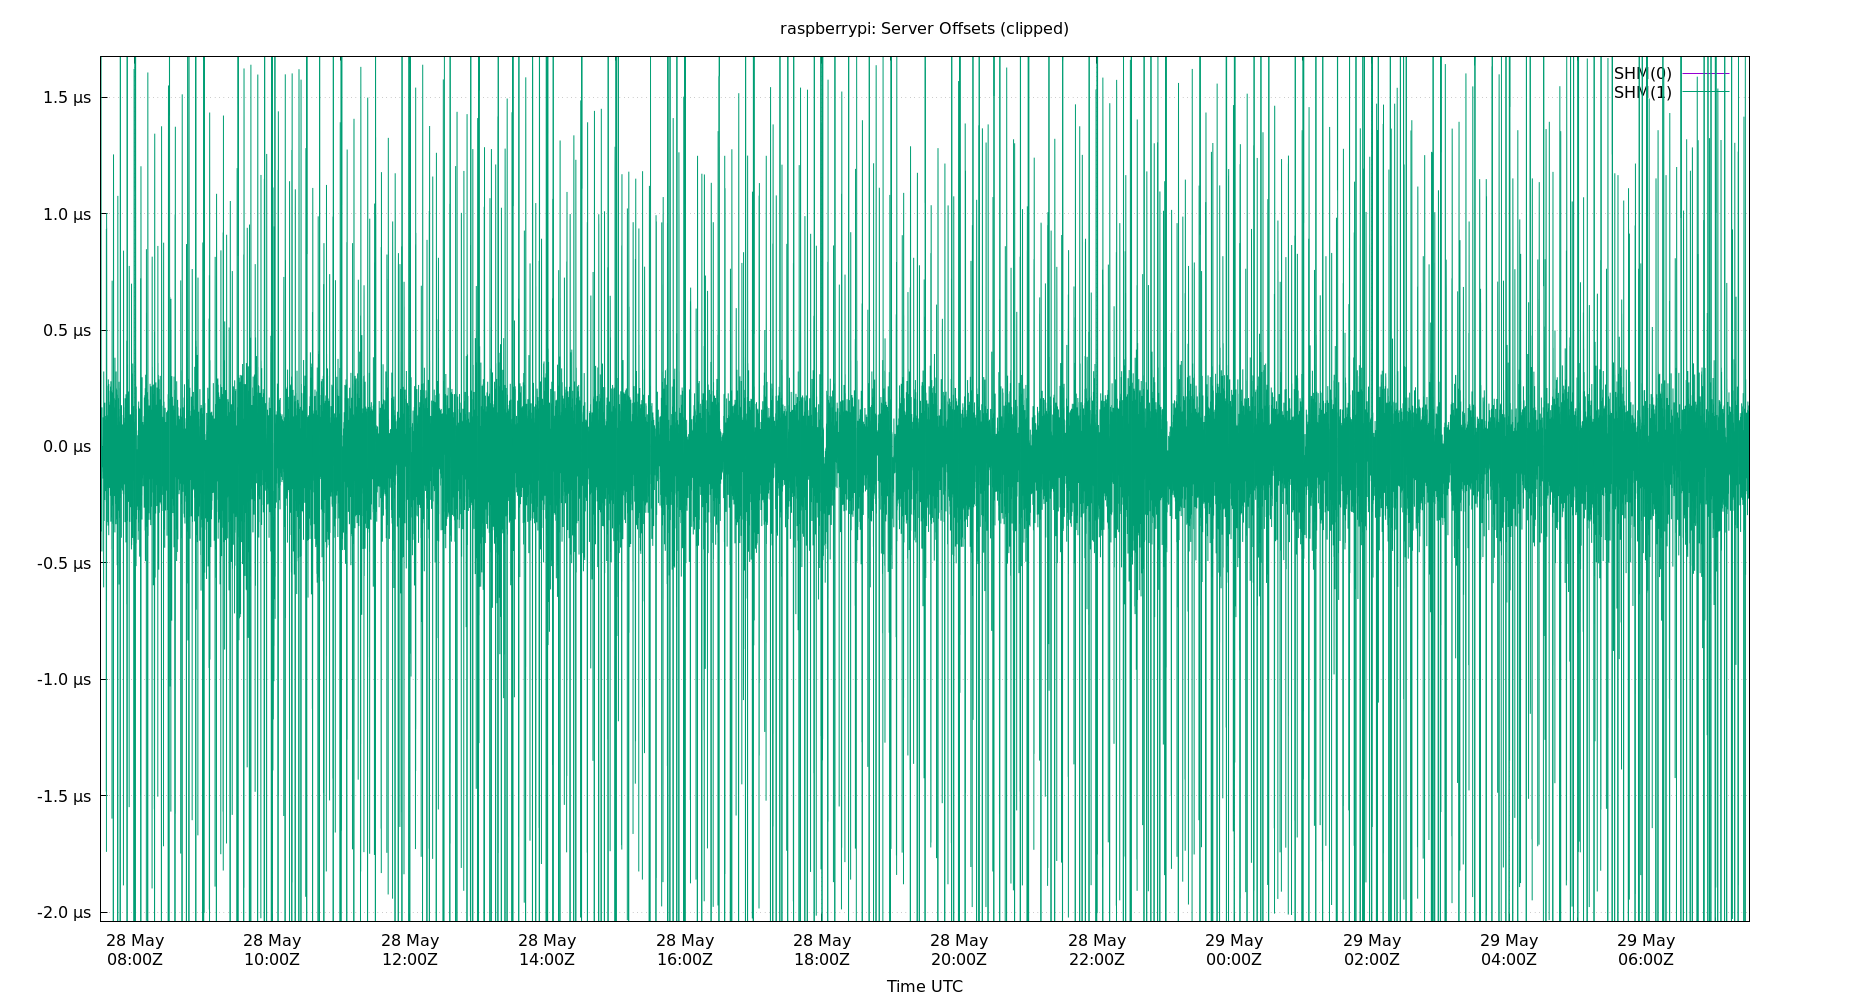 raspberrypi: Server Offsets (clipped)
SHM(0)
SHM(1)
1.5 µs
1.0 µs
0.5 µs
0.0 µs
-0.5 µs
-1.0 µs
-1.5 µs
-2.0 µs
28 May 28 May 28 May 28 May 28 May 28 May 28 May 28 May 29 May 29 May 29 May 29 May
08:00Z 10:00Z 12:00Z 14:00Z 16:00Z 18:00Z 20:00Z 22:00Z 00:00Z 02:00Z 04:00Z 06:00Z
Time UTC